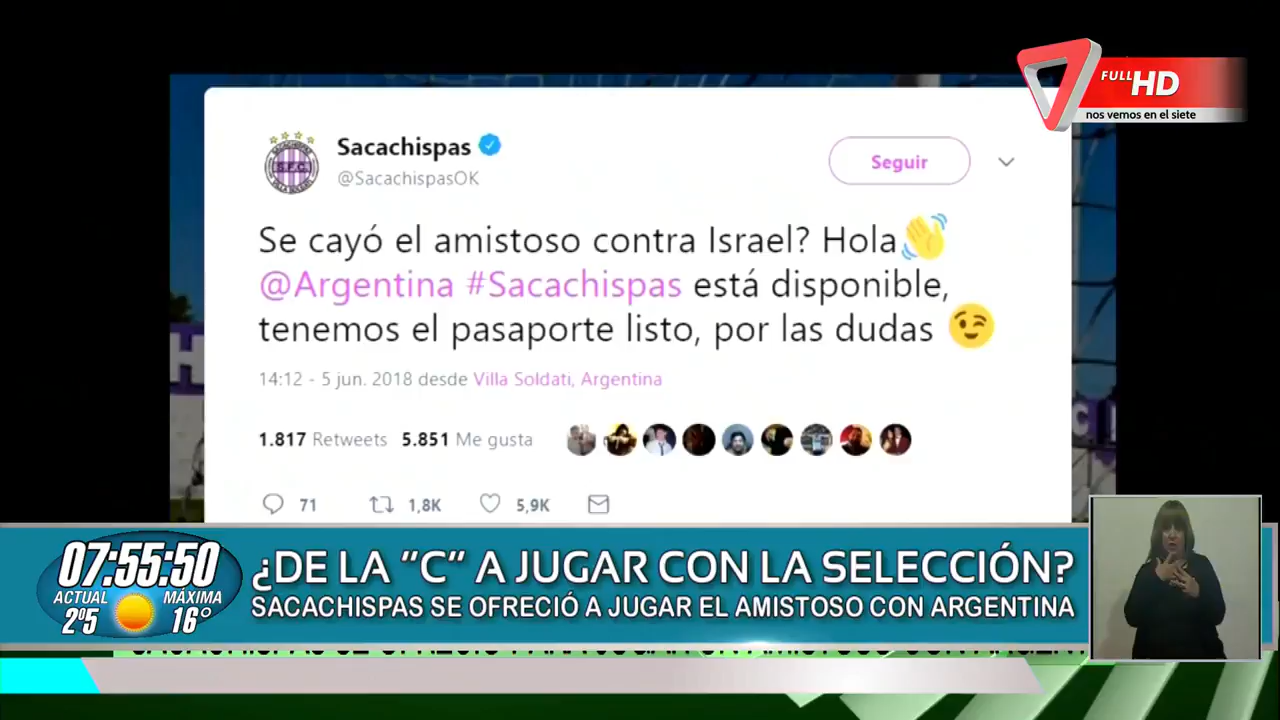 FULL HD
nos vemos en el siete
Sacachispas
@SacachispasOK
Seguir
S.F.C.
Se cayó el amistoso contra Israel? Hola👋
@Argentina #Sacachispas está disponible,
tenemos el pasaporte listo, por las dudas 😉
14:12 - 5 jun. 2018 desde Villa Soldati, Argentina
1.817 Retweets 5.851 Me gusta
71 1,8K 5,9K
07:55:50
ACTUAL MÁXIMA
2º5 16°
¿DE LA "C" A JUGAR CON LA SELECCIÓN?
SACACHISPAS SE OFRECIÓ A JUGAR EL AMISTOSO CON ARGENTINA